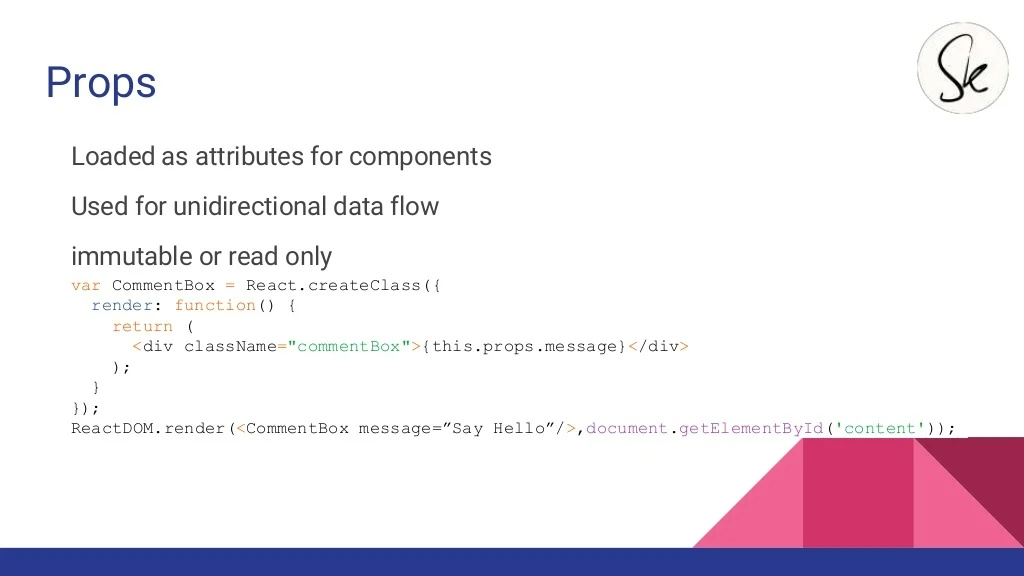 Props
Sk
Loaded as attributes for components
Used for unidirectional data flow
immutable or read only
var CommentBox = React.createClass({
  render: function() {
    return (
      <div className="commentBox">{this.props.message}</div>
    );
  }
});
ReactDOM.render(<CommentBox message=”Say Hello”/>,document.getElementById('content'));